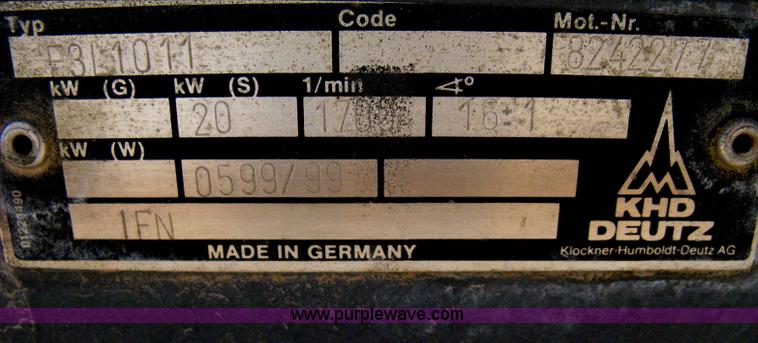 Typ Code Mot.-Nr.
F3L1011
kW (G) kW (S) 1/min ∢°
20 16±1
kW (W)
0599/99
1FN
KHD
DEUTZ
MADE IN GERMANY
Klöckner-Humboldt-Deutz AG
www.purplewave.com